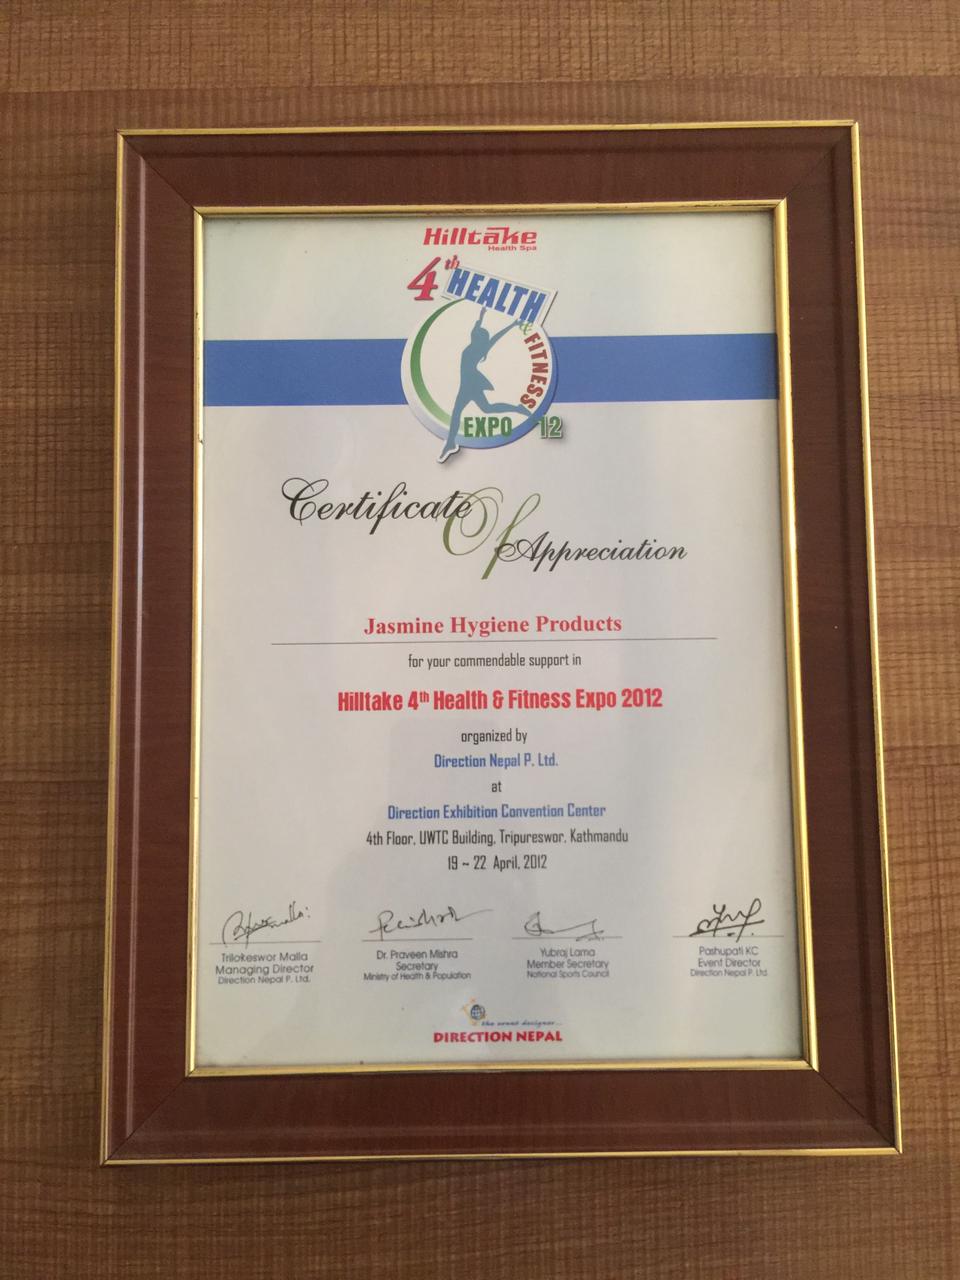 Hilltake
Health Spa
4th HEALTH
&
FITNESS
EXPO 12
Certificate
Of
Appreciation
Jasmine Hygiene Products
for your commendable support in
Hilltake 4th Health & Fitness Expo 2012
organized by
Direction Nepal P. Ltd.
at
Direction Exhibition Convention Center
4th Floor, UWTC Building, Tripureswor, Kathmandu
19 ~ 22 April, 2012
Trilokeswor Malla
Managing Director
Direction Nepal P. Ltd.
Dr. Praveen Mishra
Secretary
Ministry of Health & Population
Yubraj Lama
Member Secretary
National Sports Council
Pashupati KC
Event Director
Direction Nepal P. Ltd.
the event designer...
DIRECTION NEPAL